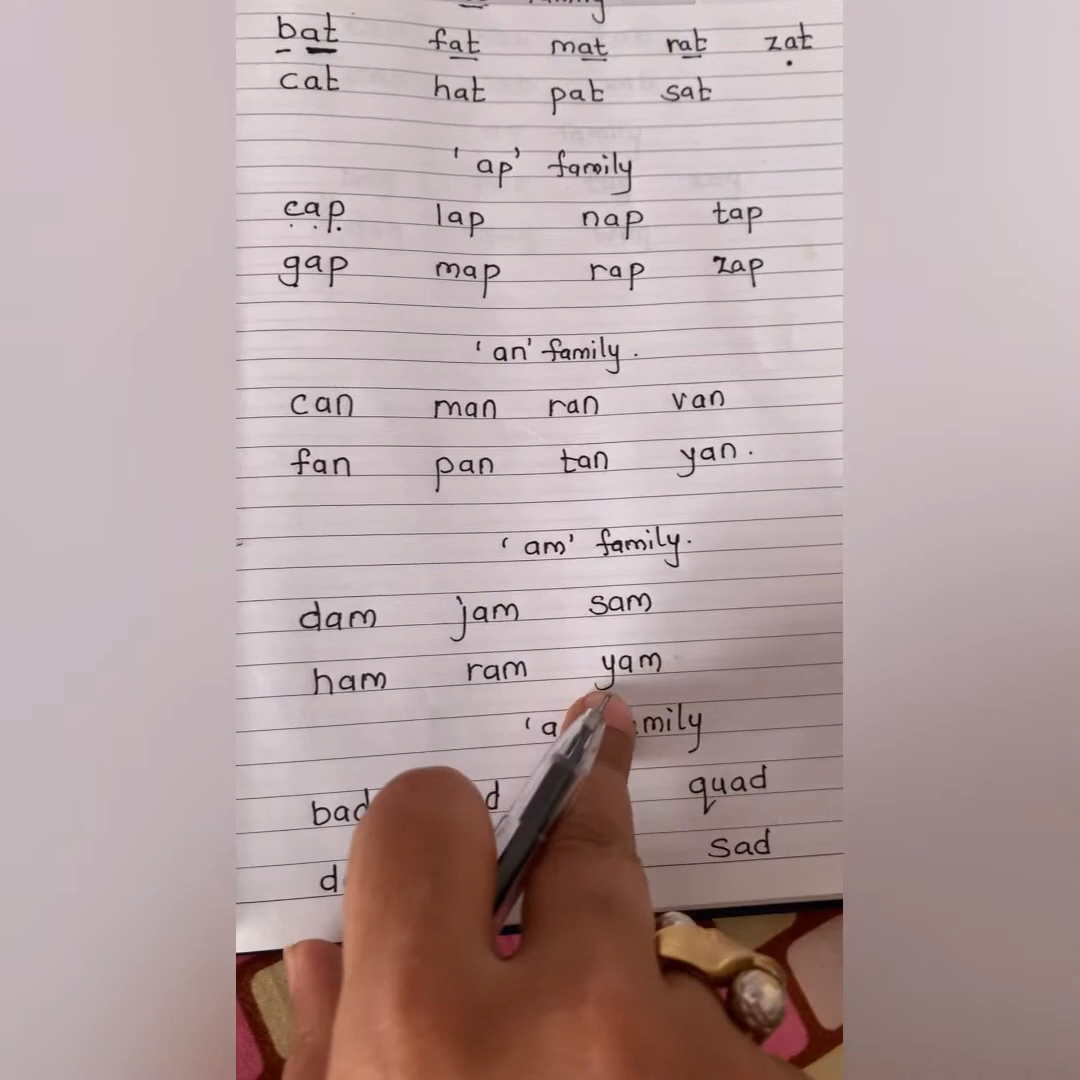 bat fat mat rat zat
cat hat pat sat
'ap' family
cap lap nap tap
gap map rap zap
'an' family.
can man ran van
fan pan tan yan.
'am' family.
dam jam sam
ham ram yam
bad quad
sad